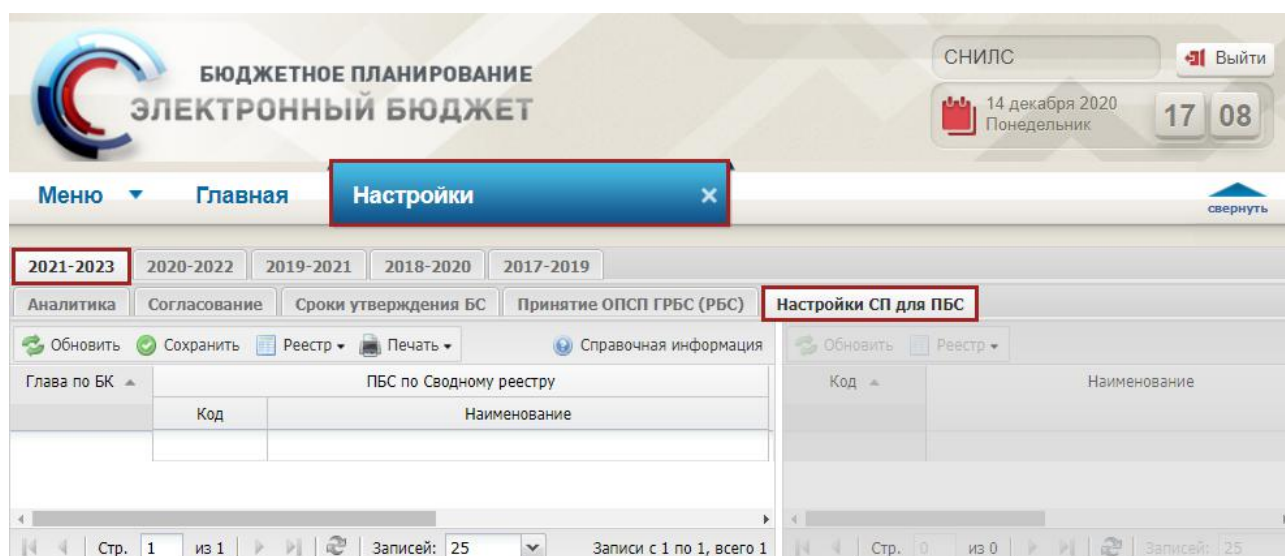 БЮДЖЕТНОЕ ПЛАНИРОВАНИЕ
ЭЛЕКТРОННЫЙ БЮДЖЕТ
СНИЛС
Выйти
14 декабря 2020
Понедельник
17 08
Меню Главная Настройки
свернуть
2021-2023 2020-2022 2019-2021 2018-2020 2017-2019
Аналитика Согласование Сроки утверждения БС Принятие ОПСП ГРБС (РБС) Настройки СП для ПБС
Обновить Сохранить Реестр Печать Справочная информация Обновить Реестр
Глава по БК ПБС по Сводному реестру Код Наименование
Код Наименование
Стр. 1 из 1 Записей: 25 Записи с 1 по 1, всего 1 Стр. 0 из 0 Записей: 25